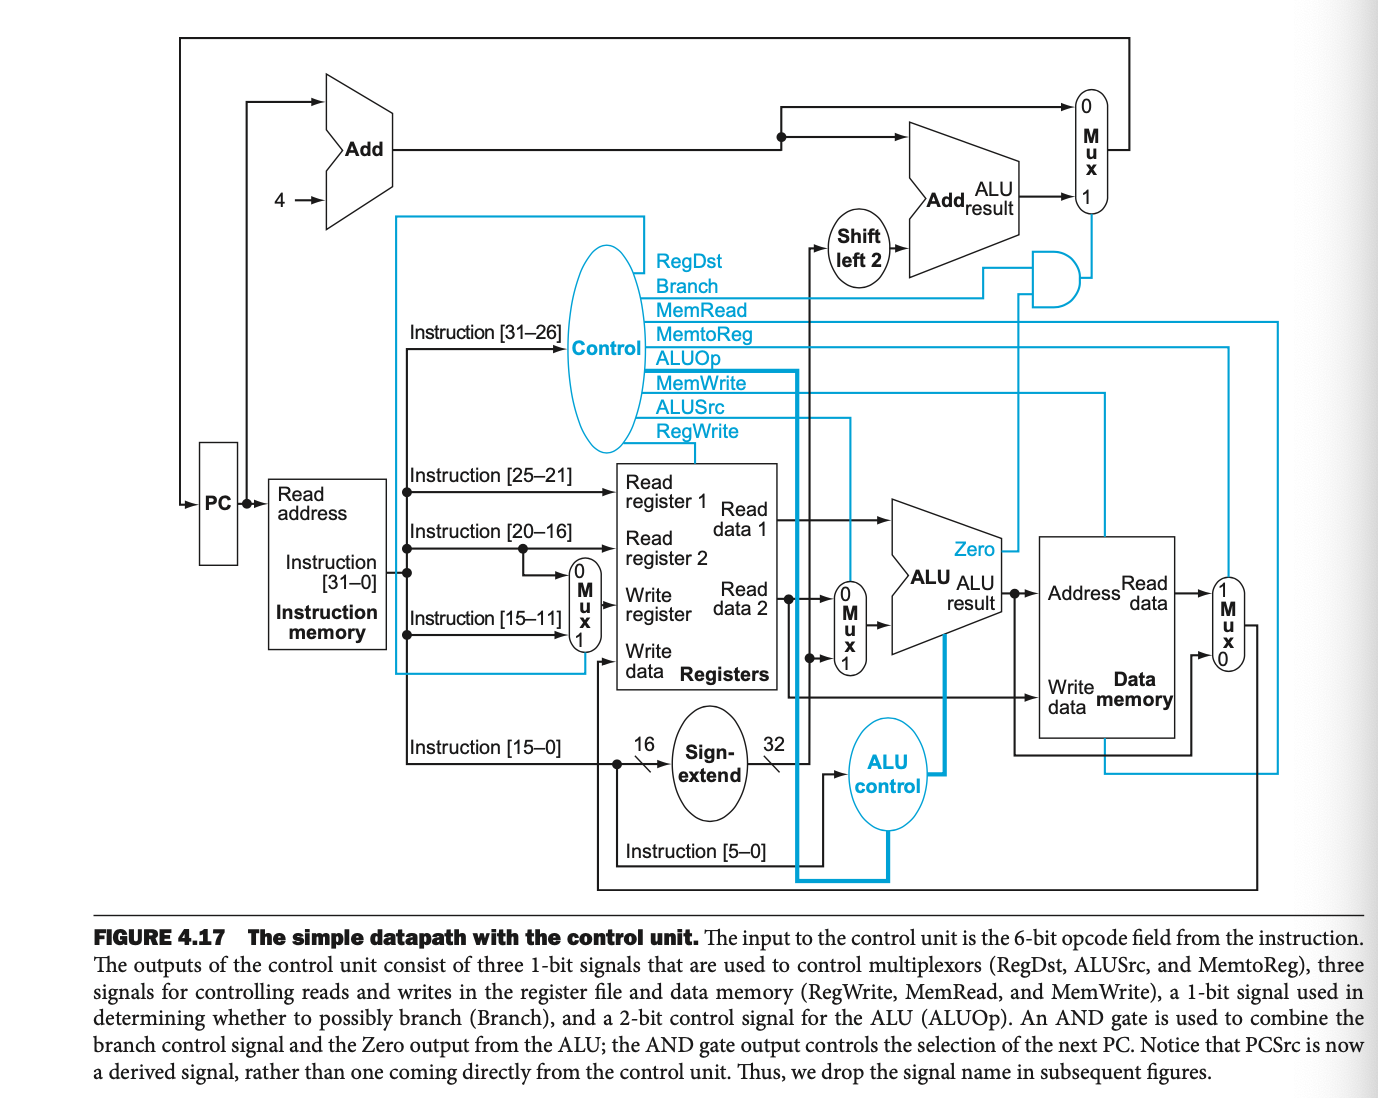 0
M
u
x
1
Add
4
Add
ALU
result
Shift
left 2
RegDst
Branch
MemRead
MemtoReg
ALUOp
MemWrite
ALUSrc
RegWrite
Instruction [31–26]
Control
PC
Read
address
Instruction
[31–0]
Instruction
memory
Instruction [25–21]
Instruction [20–16]
Instruction [15–11]
0
M
u
x
1
Read
register 1
Read
register 2
Write
register
Write
data
Read
data 1
Read
data 2
Registers
0
M
u
x
1
Zero
ALU
ALU
result
Address
Read
data
Write
data
Data
memory
1
M
u
x
0
Instruction [15–0]
16
Sign-
extend
32
ALU
control
Instruction [5–0]
FIGURE 4.17 The simple datapath with the control unit. The input to the control unit is the 6-bit opcode field from the instruction.
The outputs of the control unit consist of three 1-bit signals that are used to control multiplexors (RegDst, ALUSrc, and MemtoReg), three
signals for controlling reads and writes in the register file and data memory (RegWrite, MemRead, and MemWrite), a 1-bit signal used in
determining whether to possibly branch (Branch), and a 2-bit control signal for the ALU (ALUOp). An AND gate is used to combine the
branch control signal and the Zero output from the ALU; the AND gate output controls the selection of the next PC. Notice that PCSrc is now
a derived signal, rather than one coming directly from the control unit. Thus, we drop the signal name in subsequent figures.